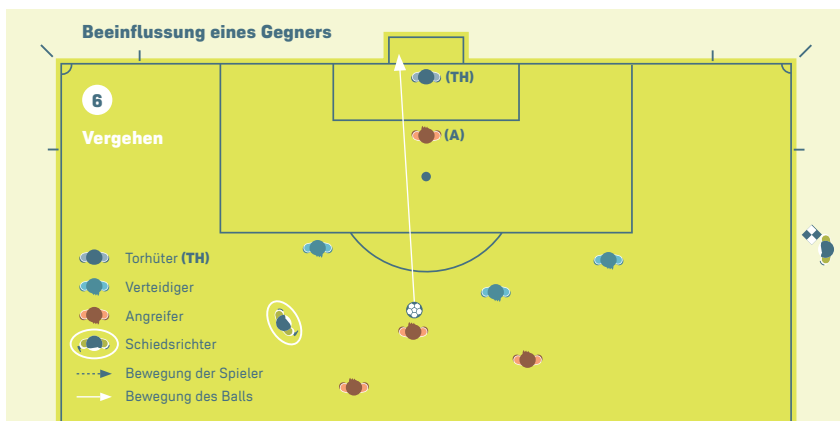 Beeinflussung eines Gegners
(TH)
6
(A)
Vergehen
Torhüter (TH)
Verteidiger
Angreifer
Schiedsrichter
Bewegung der Spieler
Bewegung des Balls